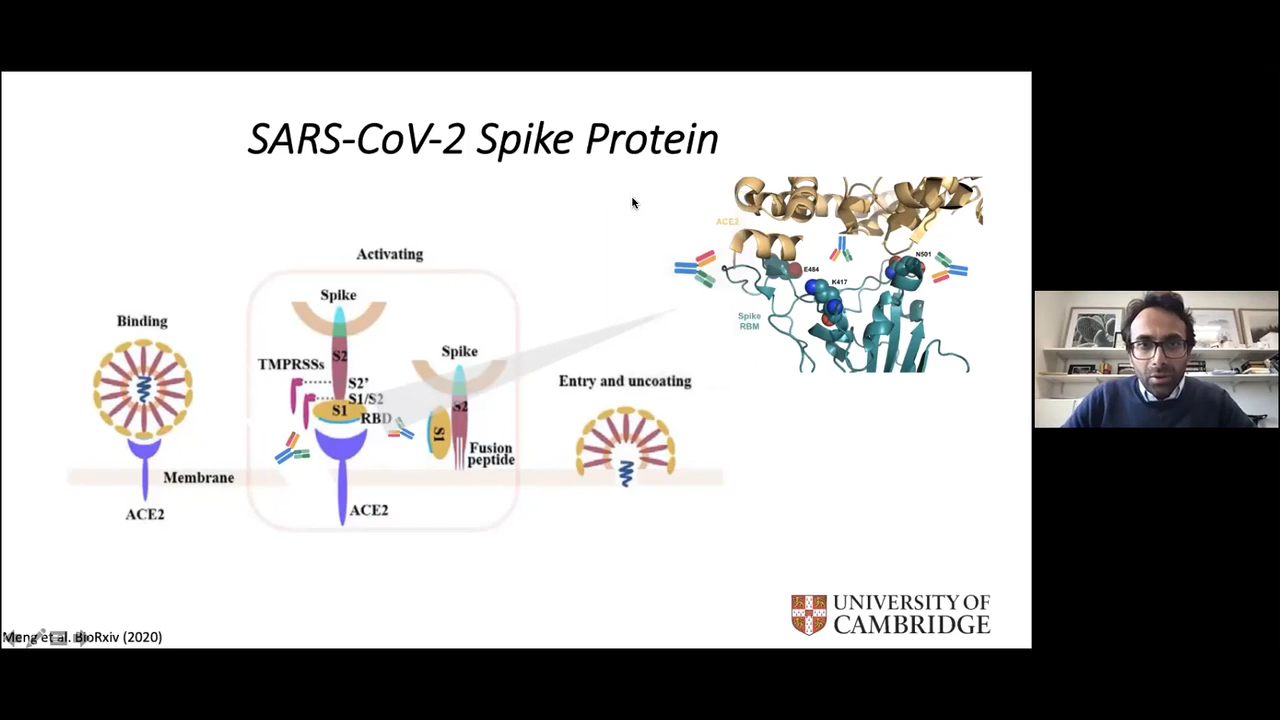 SARS-CoV-2 Spike Protein
ACE2
E484
N501
K417
Spike
RBM
Activating
Spike
Binding
TMPRSSs
S2
S2’
S1/S2
S1
RBD
Spike
S2
S1
Fusion
peptide
Entry and uncoating
Membrane
ACE2
ACE2
UNIVERSITY OF
CAMBRIDGE
Meng et al. BioRxiv (2020)